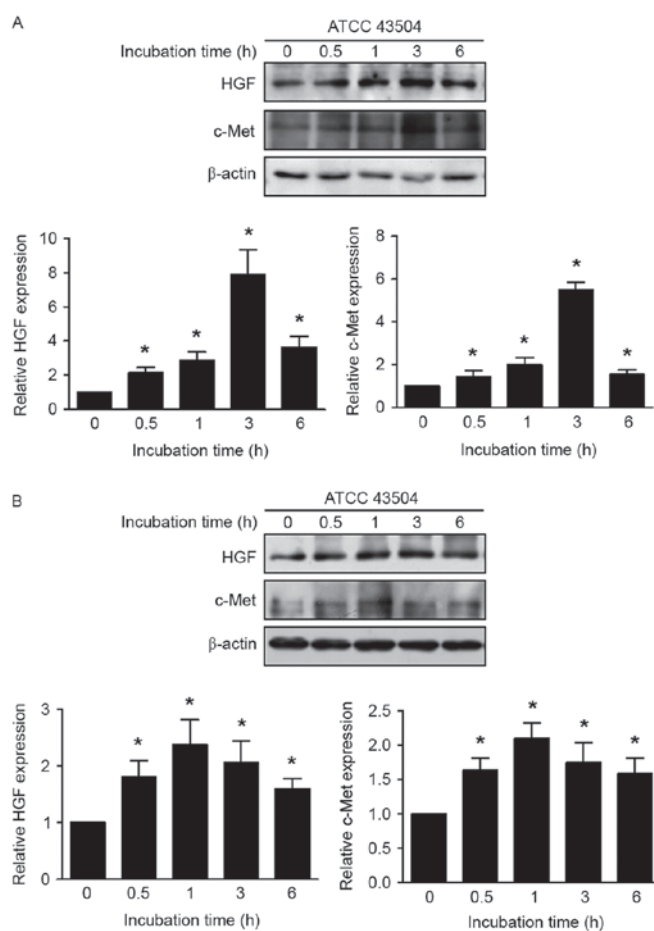 A
ATCC 43504
Incubation time (h) 0 0.5 1 3 6
HGF
c-Met
β-actin
Relative HGF expression
10
8
6
4
2
0
* * * *
0 0.5 1 3 6
Incubation time (h)
Relative c-Met expression
8
6
4
2
0
* * * *
0 0.5 1 3 6
Incubation time (h)
B
ATCC 43504
Incubation time (h) 0 0.5 1 3 6
HGF
c-Met
β-actin
Relative HGF expression
3
2
1
0
* * * *
0 0.5 1 3 6
Incubation time (h)
Relative c-Met expression
2.5
2.0
1.5
1.0
0.5
0.0
* * * *
0 0.5 1 3 6
Incubation time (h)